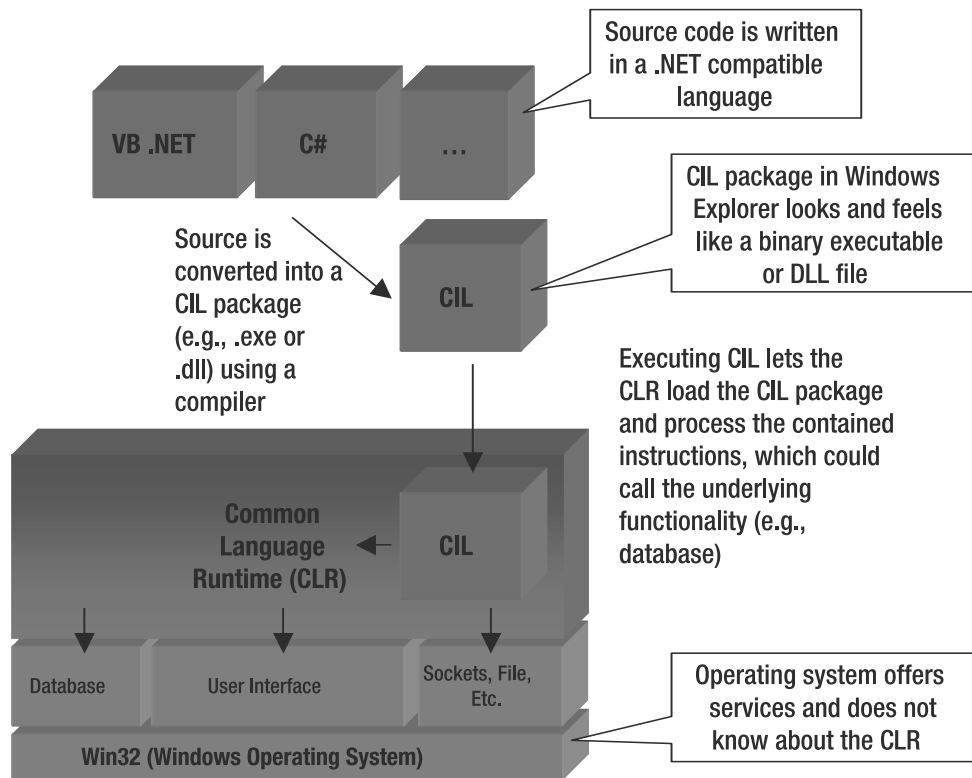 Source code is written
in a .NET compatible
language
VB .NET
C#
...
CIL package in Windows
Explorer looks and feels
like a binary executable
or DLL file
Source is
converted into a
CIL package
(e.g., .exe or
.dll) using a
compiler
CIL
Executing CIL lets the
CLR load the CIL package
and process the contained
instructions, which could
call the underlying
functionality (e.g.,
database)
Common
Language
Runtime (CLR)
CIL
Database
User Interface
Sockets, File,
Etc.
Operating system offers
services and does not
know about the CLR
Win32 (Windows Operating System)